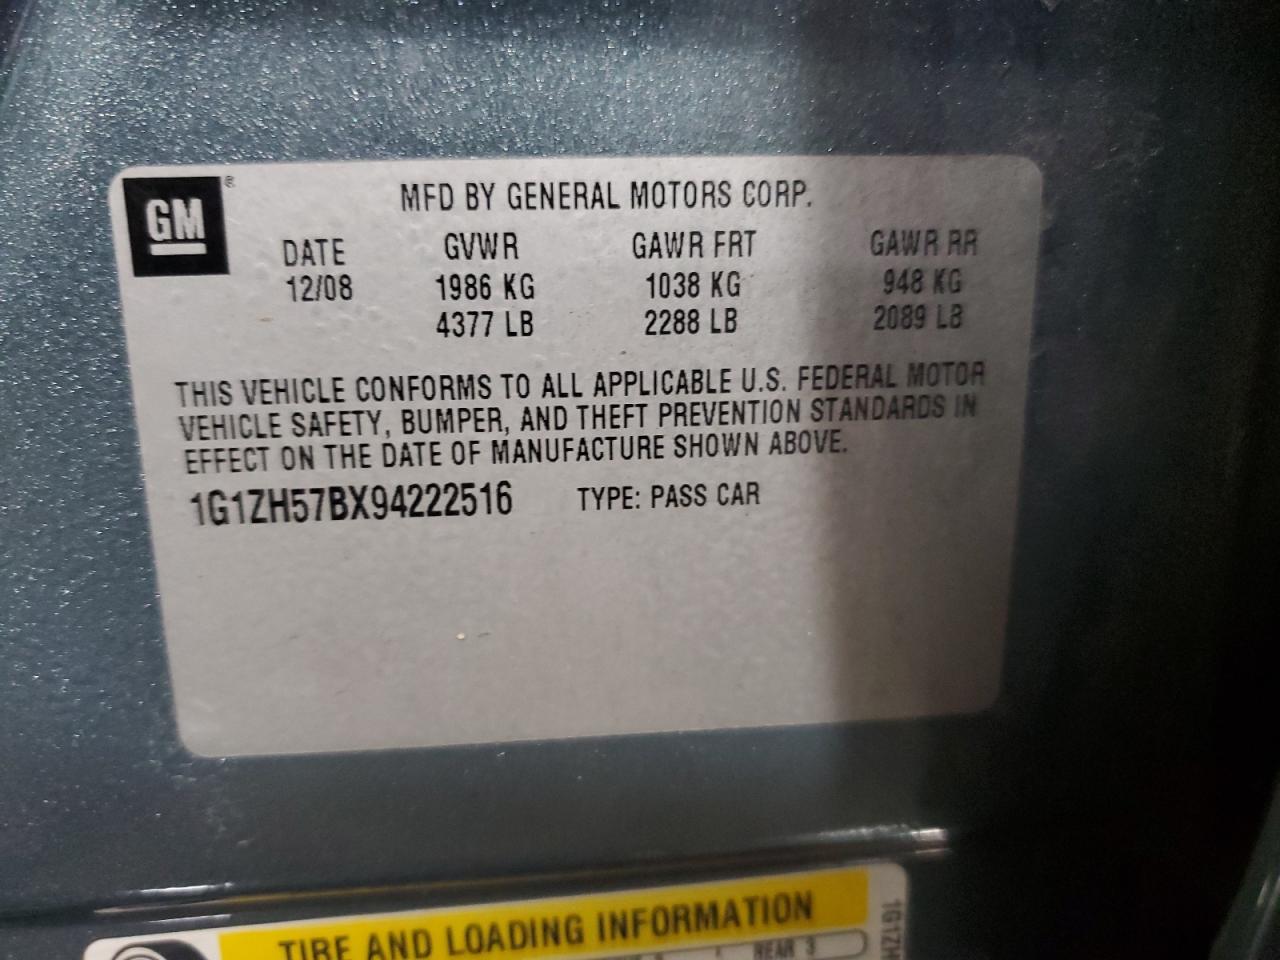 GM ®
MFD BY GENERAL MOTORS CORP.
DATE GVWR GAWR FRT GAWR RR
12/08 1986 KG 1038 KG 948 KG
4377 LB 2288 LB 2089 LB
THIS VEHICLE CONFORMS TO ALL APPLICABLE U.S. FEDERAL MOTOR
VEHICLE SAFETY, BUMPER, AND THEFT PREVENTION STANDARDS IN
EFFECT ON THE DATE OF MANUFACTURE SHOWN ABOVE.
1G1ZH57BX94222516 TYPE: PASS CAR
TIRE AND LOADING INFORMATION
REAR 3
1G1ZH